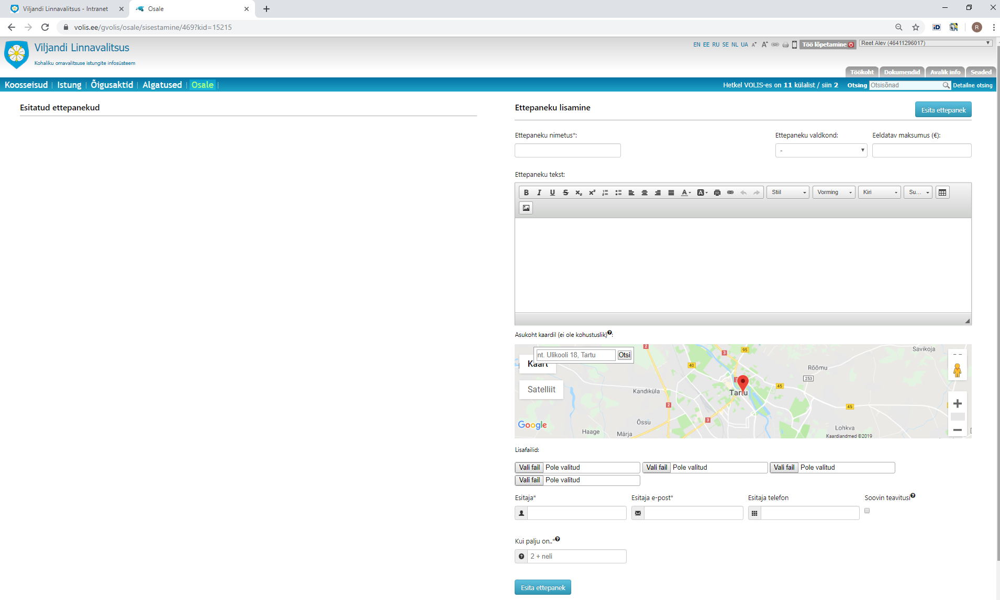 Viljandi Linnavalitsus - Intranet
Osale
volis.ee/gvolis/osale/sisestamine/469?kid=15215
R
Viljandi Linnavalitsus
Kohaliku omavalitsuse istungite infosüsteem
EN EE RU SE NL UA A A Töö lõpetamine Reet Alev (46411296017)
Töökoht Dokumendid Avalik info Seaded
Koosseisud Istung Õigusaktid Algatused Osale
Hetkel VOLIS-es on 11 külalist / siin 2 Otsing Otsisõnad Detailne otsing
Esitatud ettepanekud
Ettepaneku lisamine
Esita ettepanek
Ettepaneku nimetus*: Ettepaneku valdkond: Eeldatav maksumus (€):
-
Ettepaneku tekst:
Stiil Vorming Kiri Su...
Asukoht kaardil (ei ole kohustuslik)?:
nt. Ulikooli 18, Tartu Otsi
Kaart
Satelliit
Savikoja
Rõõmu
Kandiküla
Tartu
Õssu
Haage
Märja
Lohkva
2
3
95
40
253
45
2
45
3
Google
Kaardiandmed ©2019
Lisafailid:
Vali fail Pole valitud Vali fail Pole valitud Vali fail Pole valitud
Vali fail Pole valitud
Esitaja* Esitaja e-post* Esitaja telefon Soovin teavitusi?
Kui palju on..*?
2 + neli
Esita ettepanek